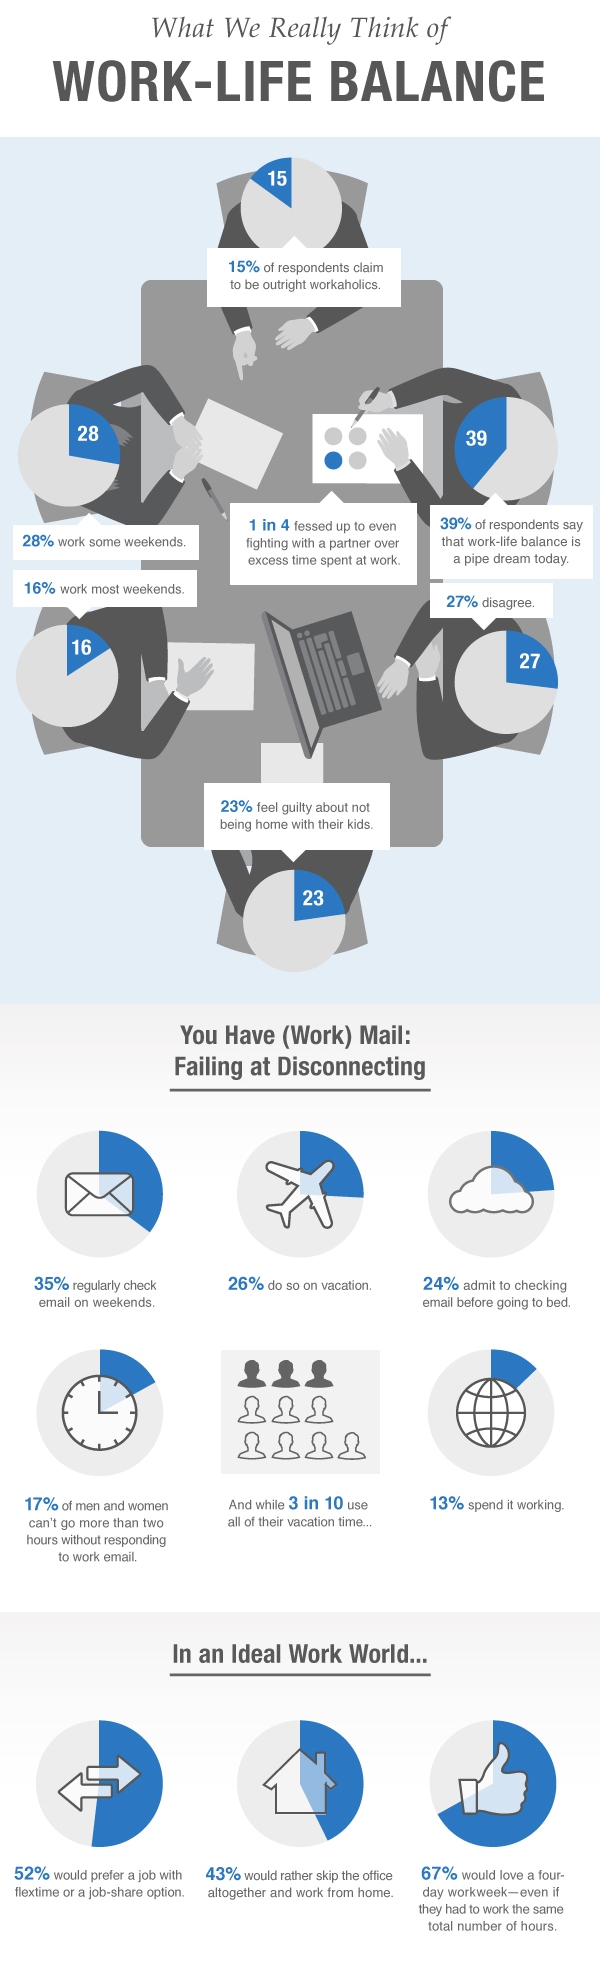 What We Really Think of
WORK-LIFE BALANCE
15
15% of respondents claim
to be outright workaholics.
28
39
28% work some weekends.
1 in 4 fessed up to even
fighting with a partner over
excess time spent at work.
39% of respondents say
that work-life balance is
a pipe dream today.
16% work most weekends.
27% disagree.
16
27
23% feel guilty about not
being home with their kids.
23
You Have (Work) Mail:
Failing at Disconnecting
35% regularly check
email on weekends.
26% do so on vacation.
24% admit to checking
email before going to bed.
17% of men and women
can't go more than two
hours without responding
to work email.
And while 3 in 10 use
all of their vacation time...
13% spend it working.
In an Ideal Work World...
52% would prefer a job with
flextime or a job-share option.
43% would rather skip the office
altogether and work from home.
67% would love a four-
day workweek—even if
they had to work the same
total number of hours.